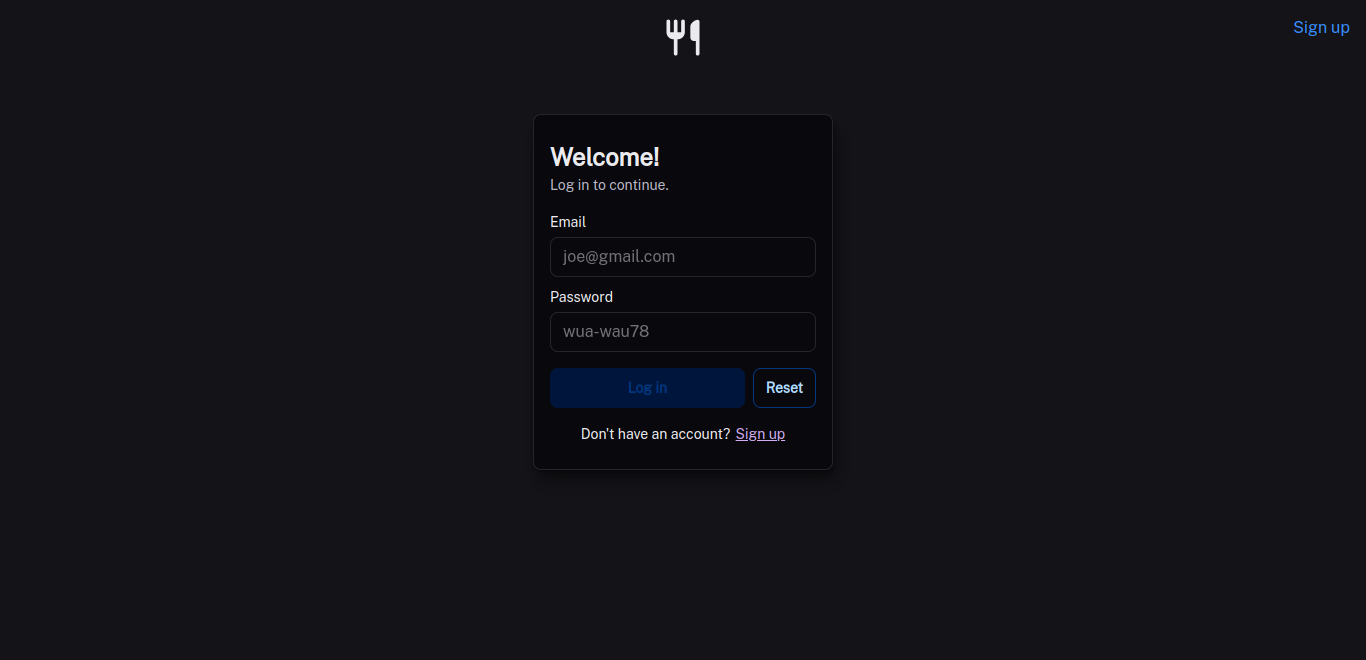 Sign up
Welcome!
Log in to continue.
Email
joe@gmail.com
Password
wua-wau78
Log in
Reset
Don't have an account? Sign up